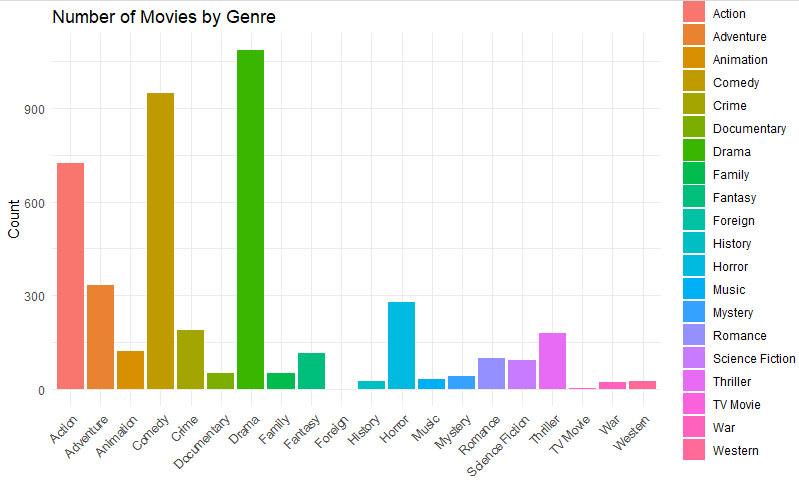 Number of Movies by Genre
Count
900
600
300
0
Action
Adventure
Animation
Comedy
Crime
Documentary
Drama
Family
Fantasy
Foreign
History
Horror
Music
Mystery
Romance
Science Fiction
Thriller
TV Movie
War
Western
Action
Adventure
Animation
Comedy
Crime
Documentary
Drama
Family
Fantasy
Foreign
History
Horror
Music
Mystery
Romance
Science Fiction
Thriller
TV Movie
War
Western